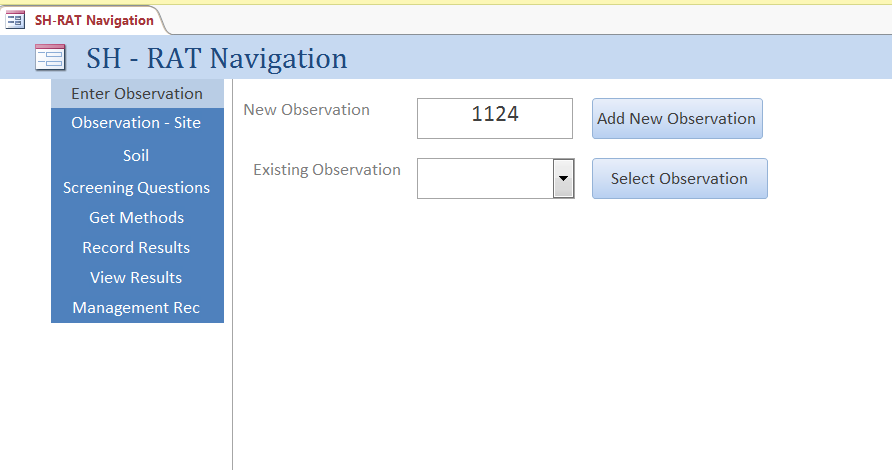 SH-RAT Navigation
SH - RAT Navigation
Enter Observation
Observation - Site
Soil
Screening Questions
Get Methods
Record Results
View Results
Management Rec
New Observation
1124
Add New Observation
Existing Observation
Select Observation